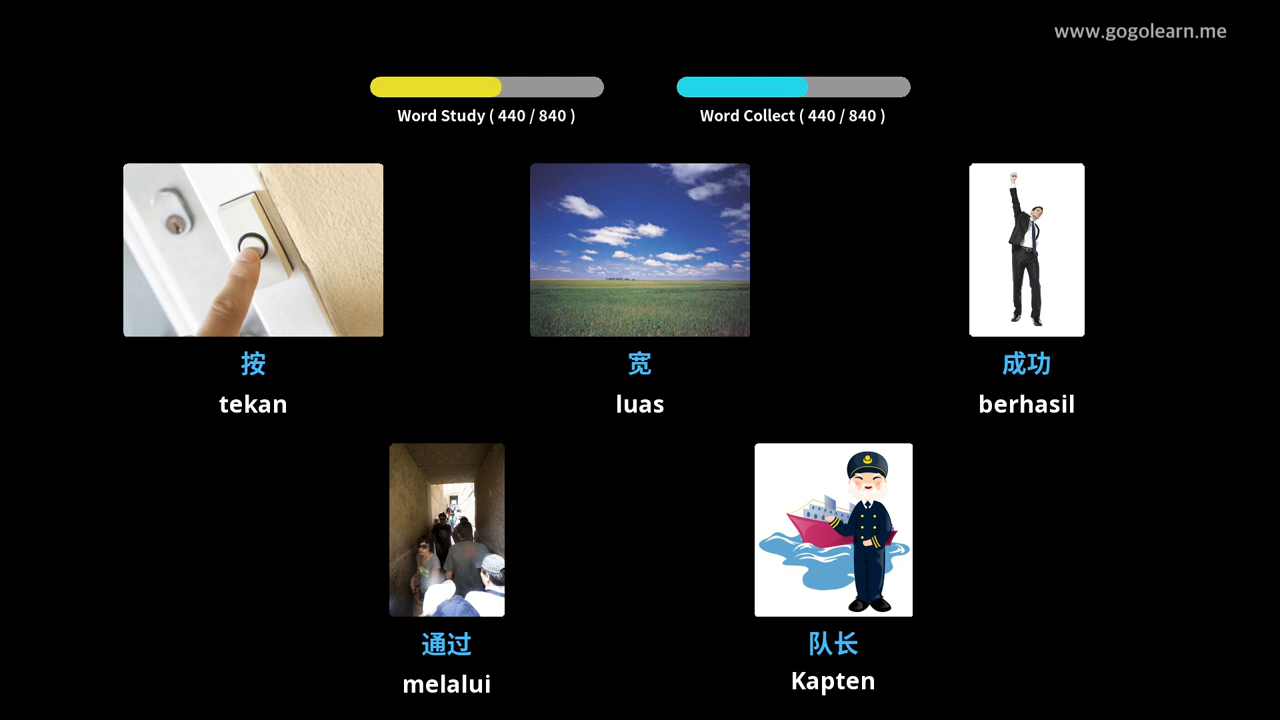 www.gogolearn.me
Word Study ( 440 / 840 )
Word Collect ( 440 / 840 )
按
tekan
宽
luas
成功
berhasil
通过
melalui
队长
Kapten